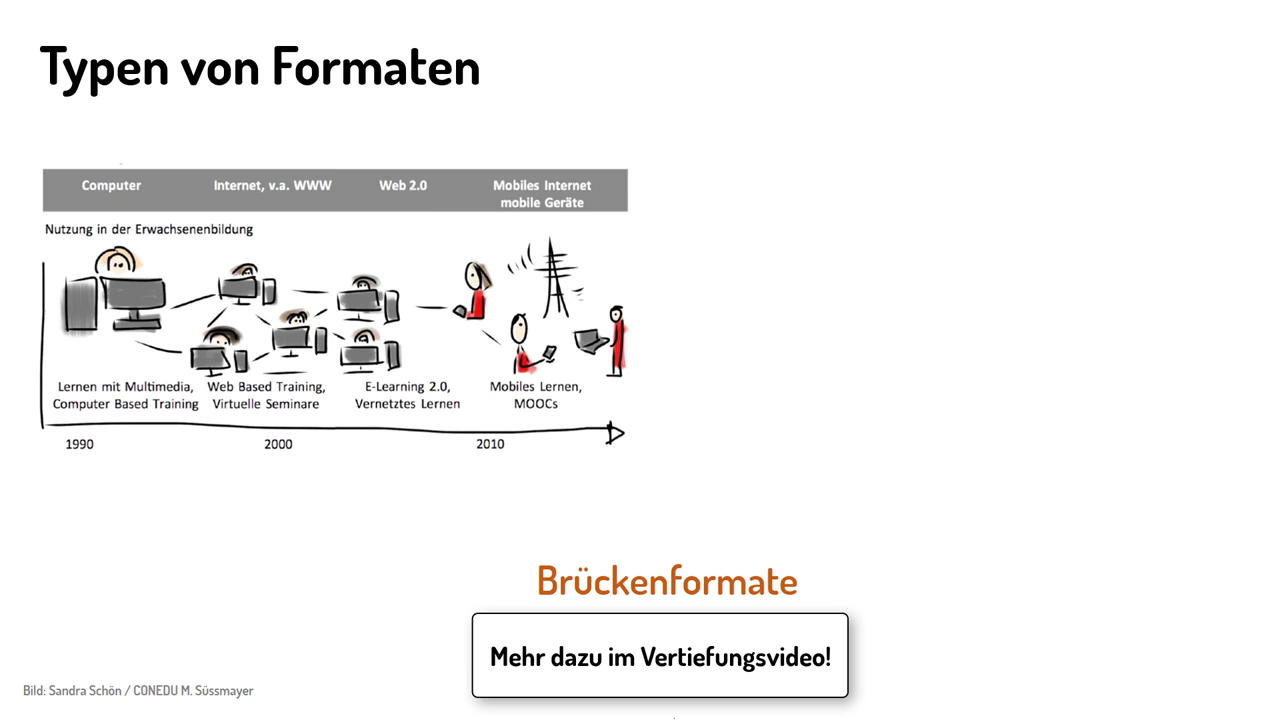 Typen von Formaten
Computer Internet, v.a. WWW Web 2.0 Mobiles Internet
mobile Geräte
Nutzung in der Erwachsenenbildung
Lernen mit Multimedia, Web Based Training, E-Learning 2.0, Mobiles Lernen,
Computer Based Training Virtuelle Seminare Vernetztes Lernen MOOCs
1990 2000 2010
Brückenformate
Mehr dazu im Vertiefungsvideo!
Bild: Sandra Schön / CONEDU M. Süssmayer